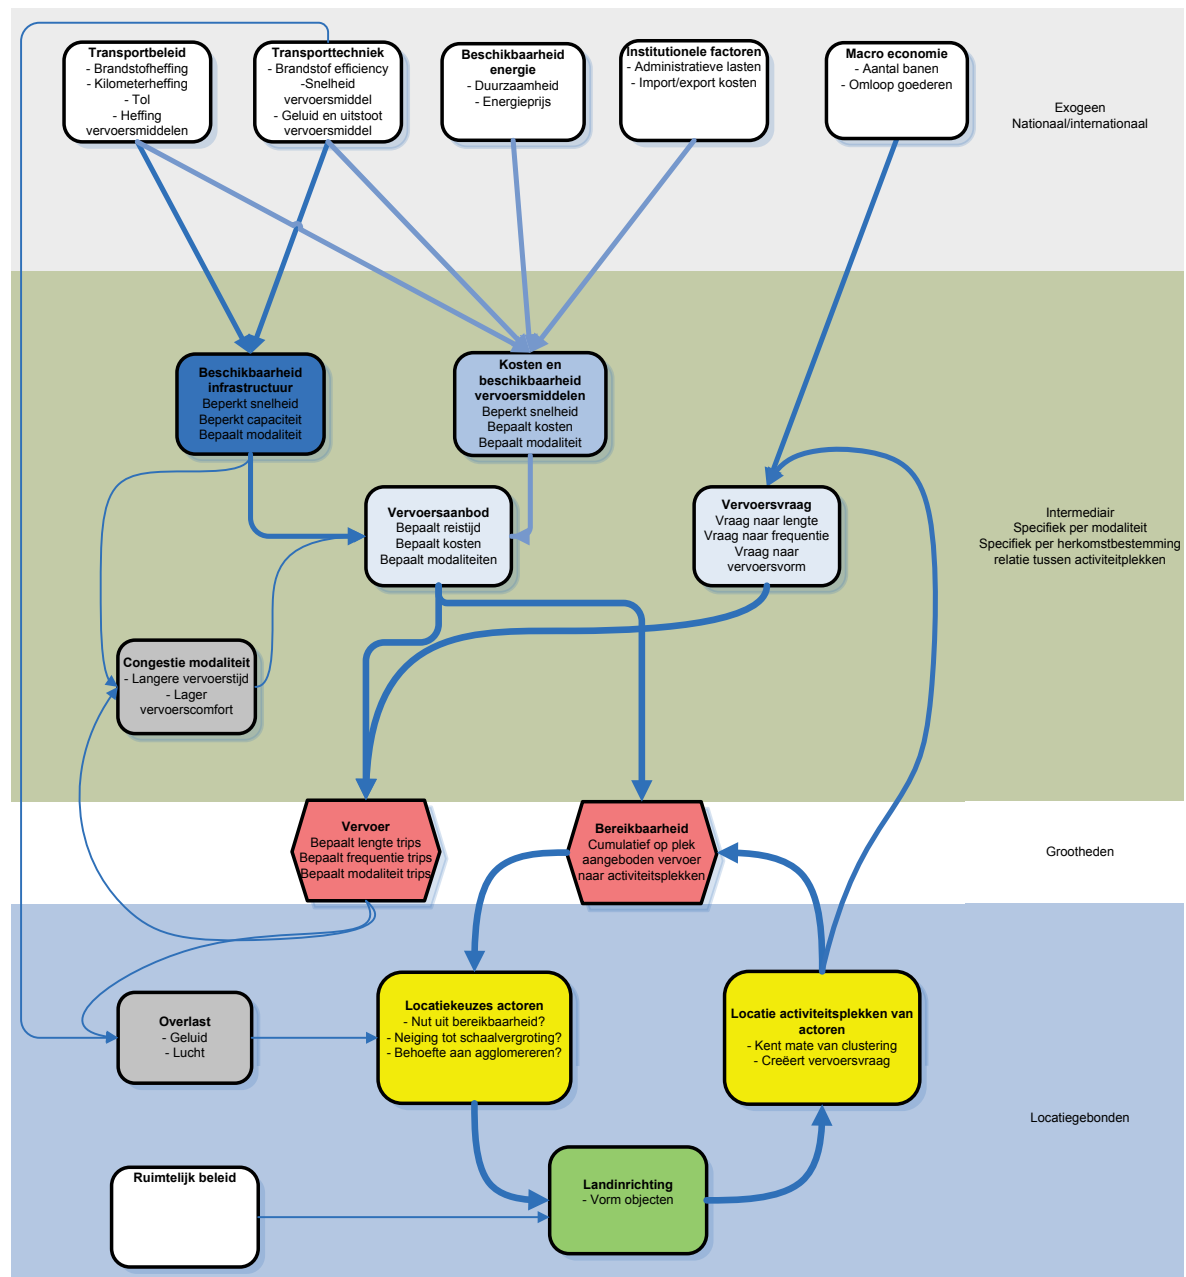 Transportbeleid
- Brandstofheffing
- Kilometerheffing
- Tol
- Heffing
vervoersmiddelen
Transporttechniek
- Brandstof efficiency
-Snelheid
vervoersmiddel
- Geluid en uitstoot
vervoersmiddel
Beschikbaarheid
energie
- Duurzaamheid
- Energieprijs
Institutionele factoren
- Administratieve lasten
- Import/export kosten
Macro economie
- Aantal banen
- Omloop goederen
Exogeen
Nationaal/internationaal
Beschikbaarheid
infrastructuur
Beperkt snelheid
Beperkt capaciteit
Bepaalt modaliteit
Kosten en
beschikbaarheid
vervoersmiddelen
Beperkt snelheid
Bepaalt kosten
Bepaalt modaliteit
Vervoersaanbod
Bepaalt reistijd
Bepaalt kosten
Bepaalt modaliteiten
Vervoersvraag
Vraag naar lengte
Vraag naar frequentie
Vraag naar
vervoersvorm
Intermediair
Specifiek per modaliteit
Specifiek per herkomstbestemming
relatie tussen activiteitplekken
Congestie modaliteit
- Langere vervoerstijd
- Lager
vervoerscomfort
Vervoer
Bepaalt lengte trips
Bepaalt frequentie trips
Bepaalt modaliteit trips
Bereikbaarheid
Cumulatief op plek
aangeboden vervoer
naar activiteitsplekken
Grootheden
Overlast
- Geluid
- Lucht
Locatiekeuzes actoren
- Nut uit bereikbaarheid?
- Neiging tot schaalvergroting?
- Behoefte aan agglomereren?
Locatie activiteitsplekken van
actoren
- Kent mate van clustering
- Creëert vervoersvraag
Locatiegebonden
Ruimtelijk beleid
Landinrichting
- Vorm objecten